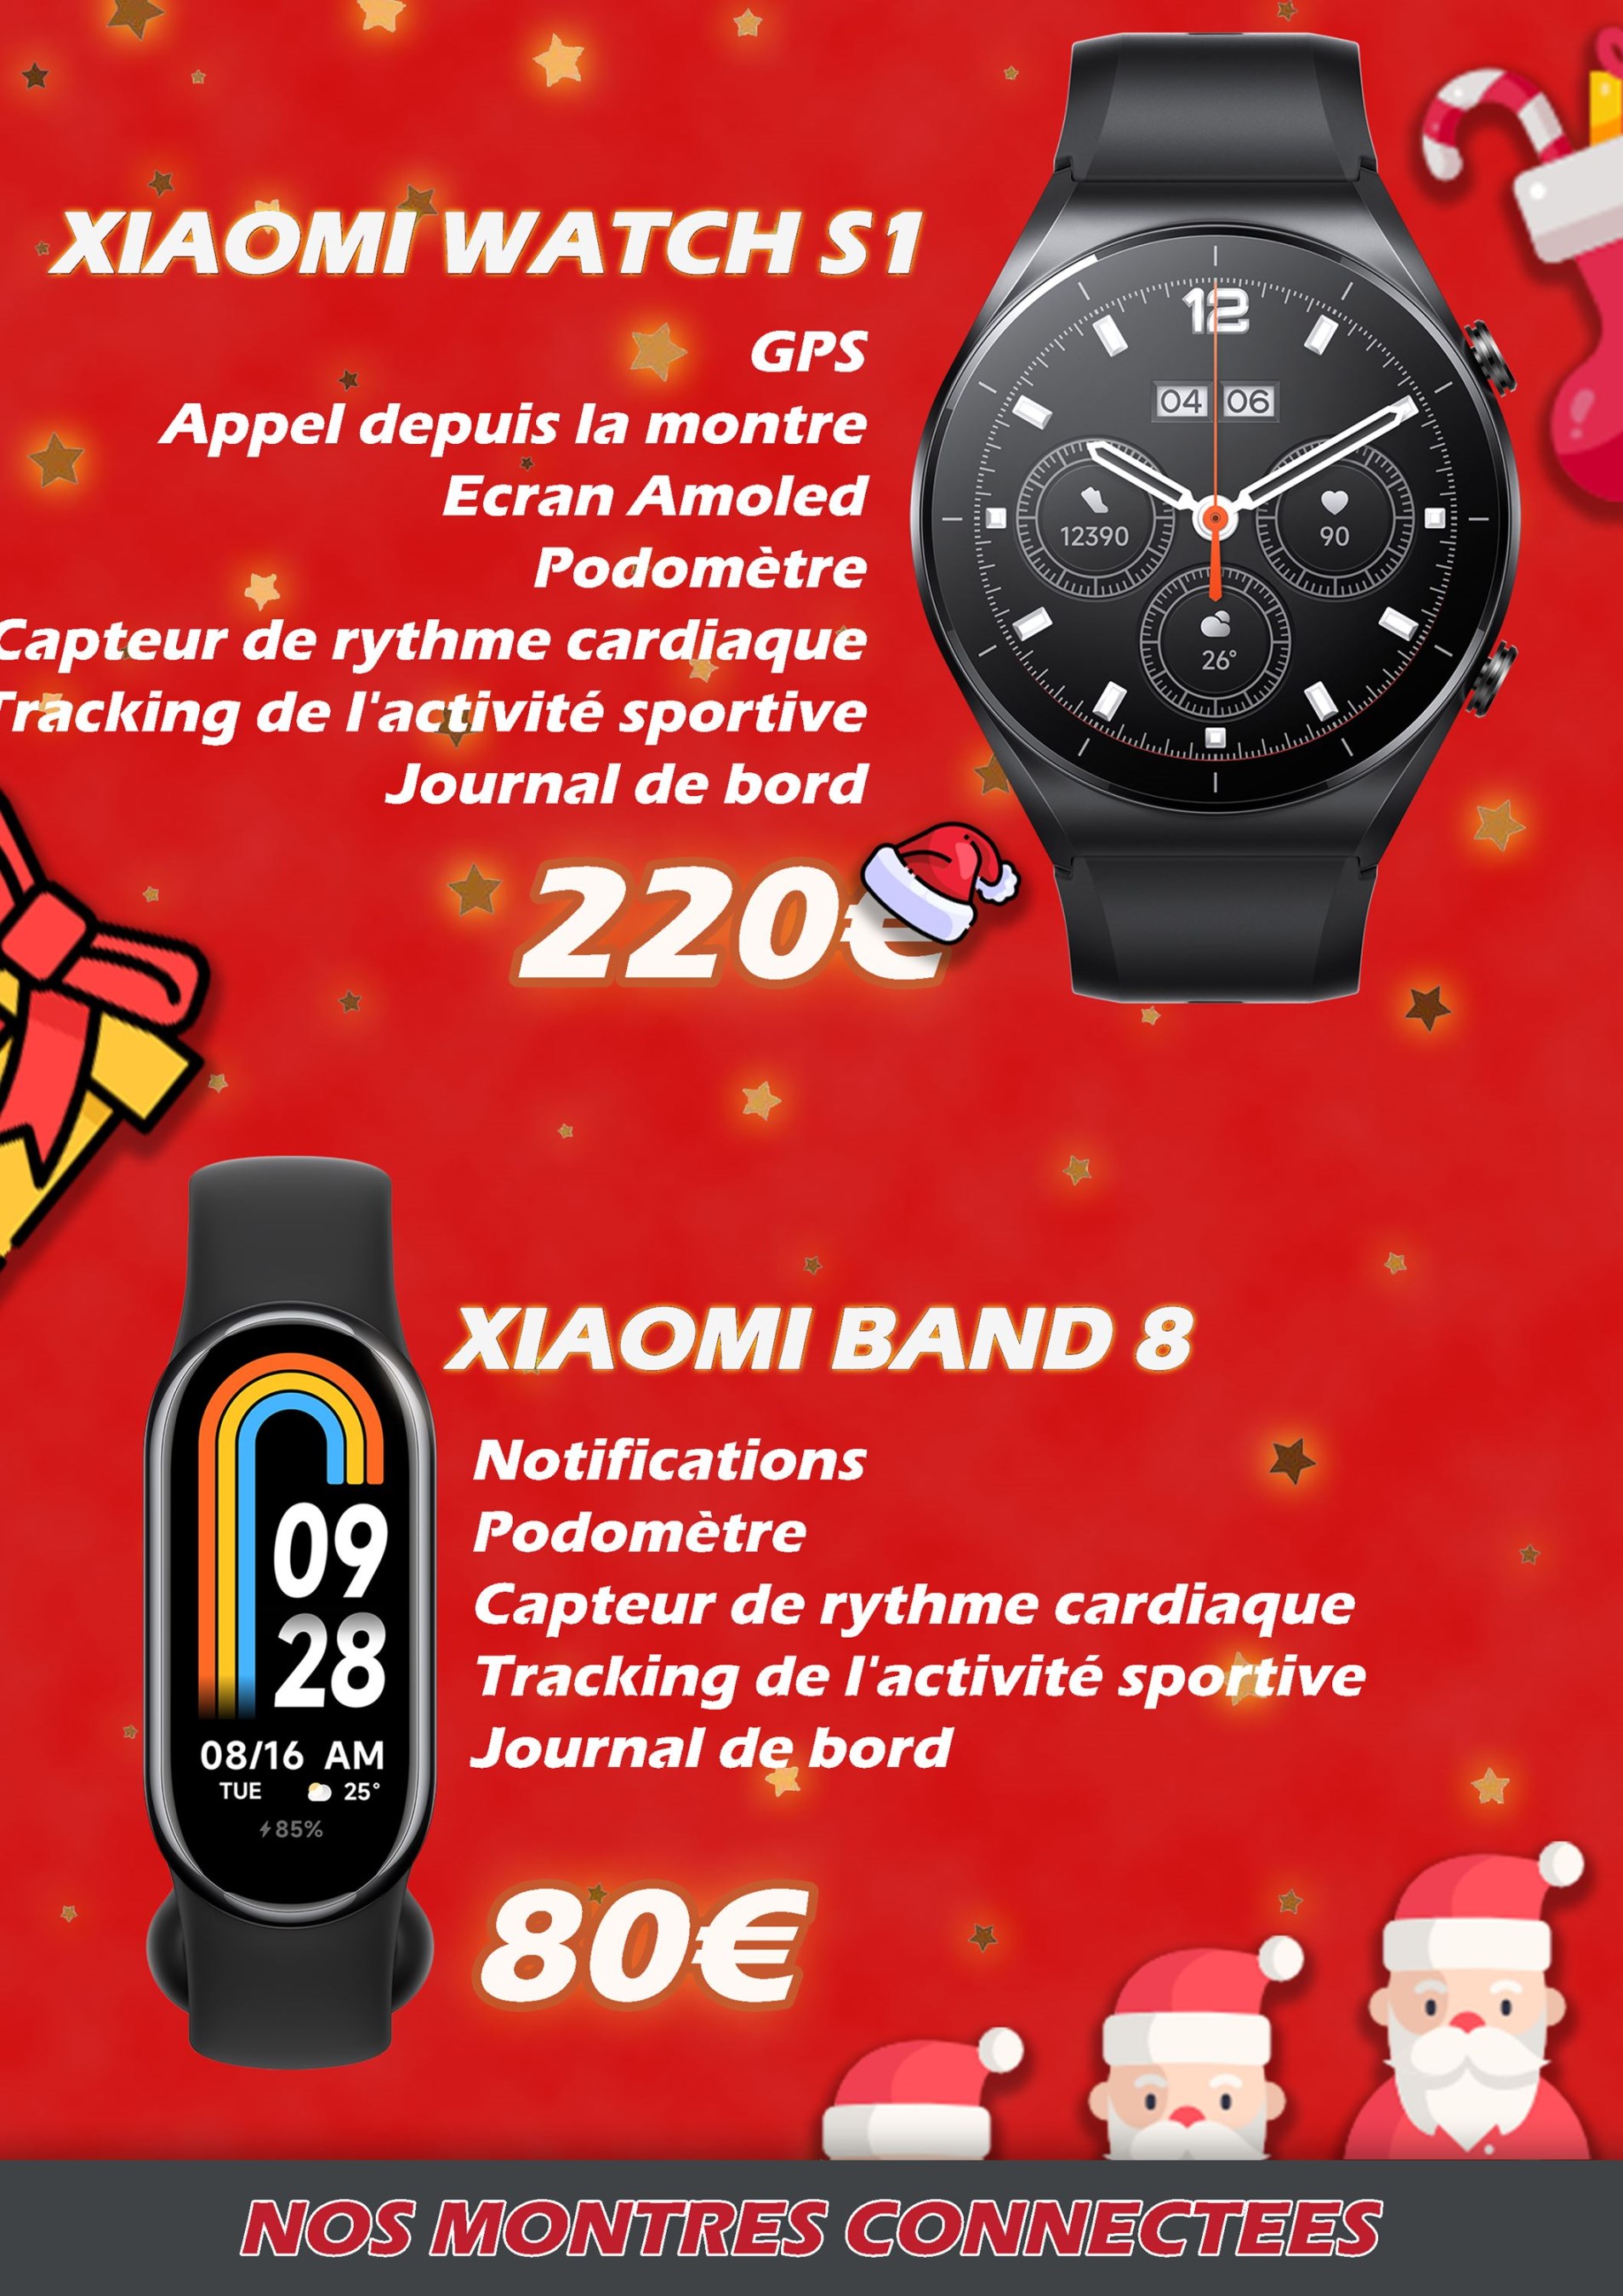 XIAOMI WATCH S1
GPS
Appel depuis la montre
Ecran Amoled
Podomètre
Capteur de rythme cardiaque
Tracking de l'activité sportive
Journal de bord
220€
12
04 06
12390
90
26°
XIAOMI BAND 8
Notifications
Podomètre
Capteur de rythme cardiaque
Tracking de l'activité sportive
Journal de bord
80€
09
28
08/16 AM
TUE 25°
85%
NOS MONTRES CONNECTEES